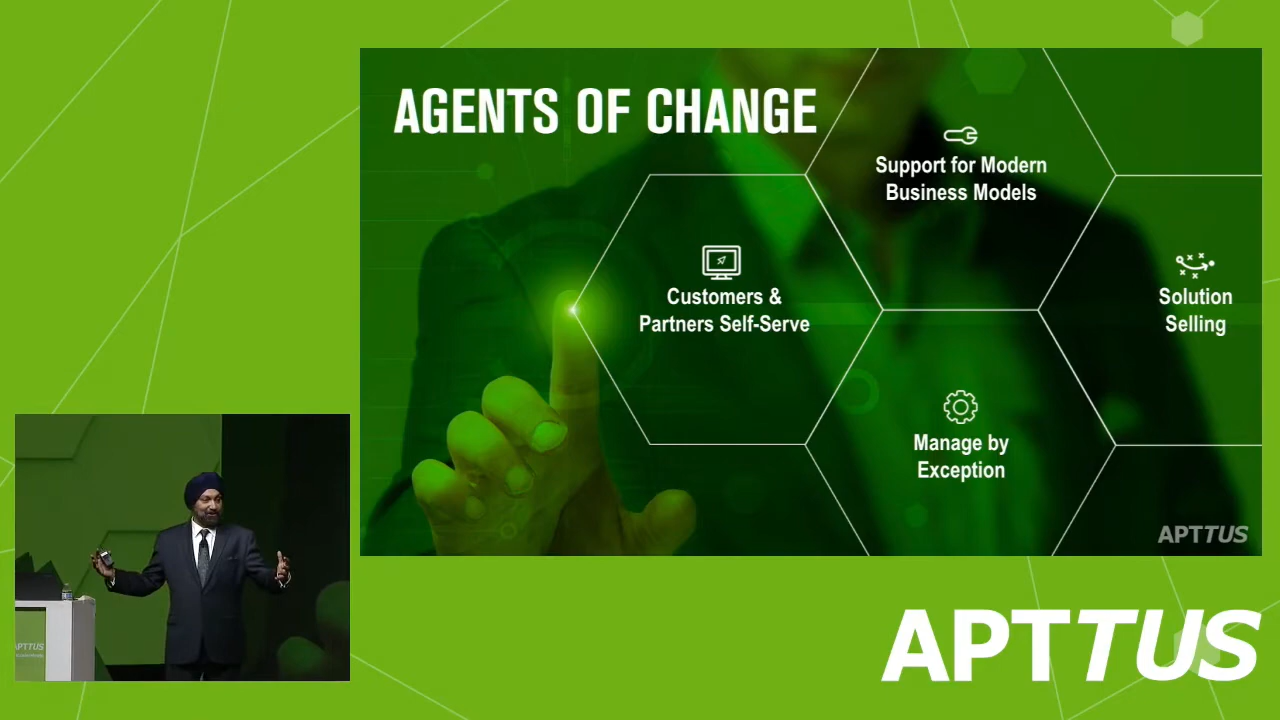 AGENTS OF CHANGE
Support for Modern
Business Models
Customers &
Partners Self-Serve
Solution
Selling
Manage by
Exception
APTTUS
APTTUS
APTTUS